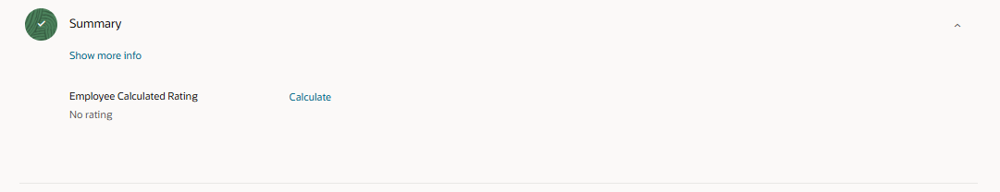 Summary
Show more info
Employee Calculated Rating
Calculate
No rating